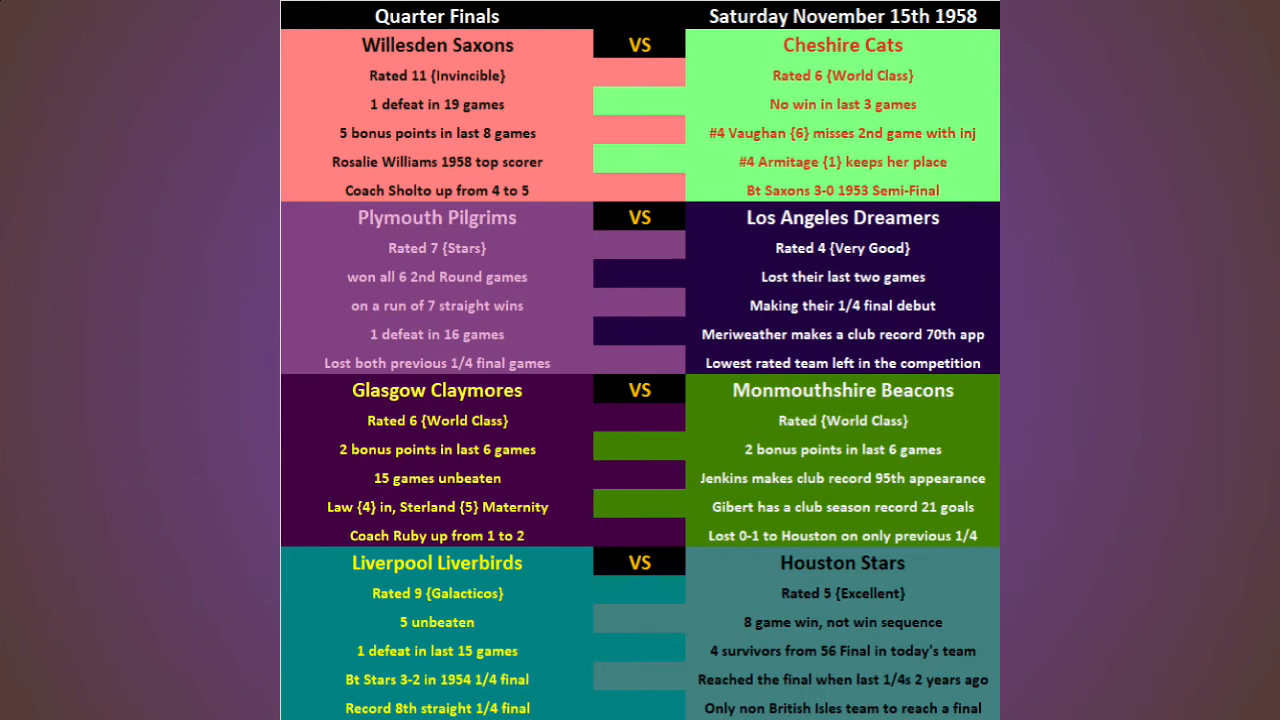 Quarter Finals Saturday November 15th 1958
Willesden Saxons VS Cheshire Cats
Rated 11 {Invincible} Rated 6 {World Class}
1 defeat in 19 games No win in last 3 games
5 bonus points in last 8 games #4 Vaughan {6} misses 2nd game with inj
Rosalie Williams 1958 top scorer #4 Armitage {1} keeps her place
Coach Sholto up from 4 to 5 Bt Saxons 3-0 1953 Semi-Final
Plymouth Pilgrims VS Los Angeles Dreamers
Rated 7 {Stars} Rated 4 {Very Good}
won all 6 2nd Round games Lost their last two games
on a run of 7 straight wins Making their 1/4 final debut
1 defeat in 16 games Meriweather makes a club record 70th app
Lost both previous 1/4 final games Lowest rated team left in the competition
Glasgow Claymores VS Monmouthshire Beacons
Rated 6 {World Class} Rated {World Class}
2 bonus points in last 6 games 2 bonus points in last 6 games
15 games unbeaten Jenkins makes club record 95th appearance
Law {4} in, Sterland {5} Maternity Gibert has a club season record 21 goals
Coach Ruby up from 1 to 2 Lost 0-1 to Houston on only previous 1/4
Liverpool Liverbirds VS Houston Stars
Rated 9 {Galacticos} Rated 5 {Excellent}
5 unbeaten 8 game win, not win sequence
1 defeat in last 15 games 4 survivors from 56 Final in today's team
Bt Stars 3-2 in 1954 1/4 final Reached the final when last 1/4s 2 years ago
Record 8th straight 1/4 final Only non British Isles team to reach a final